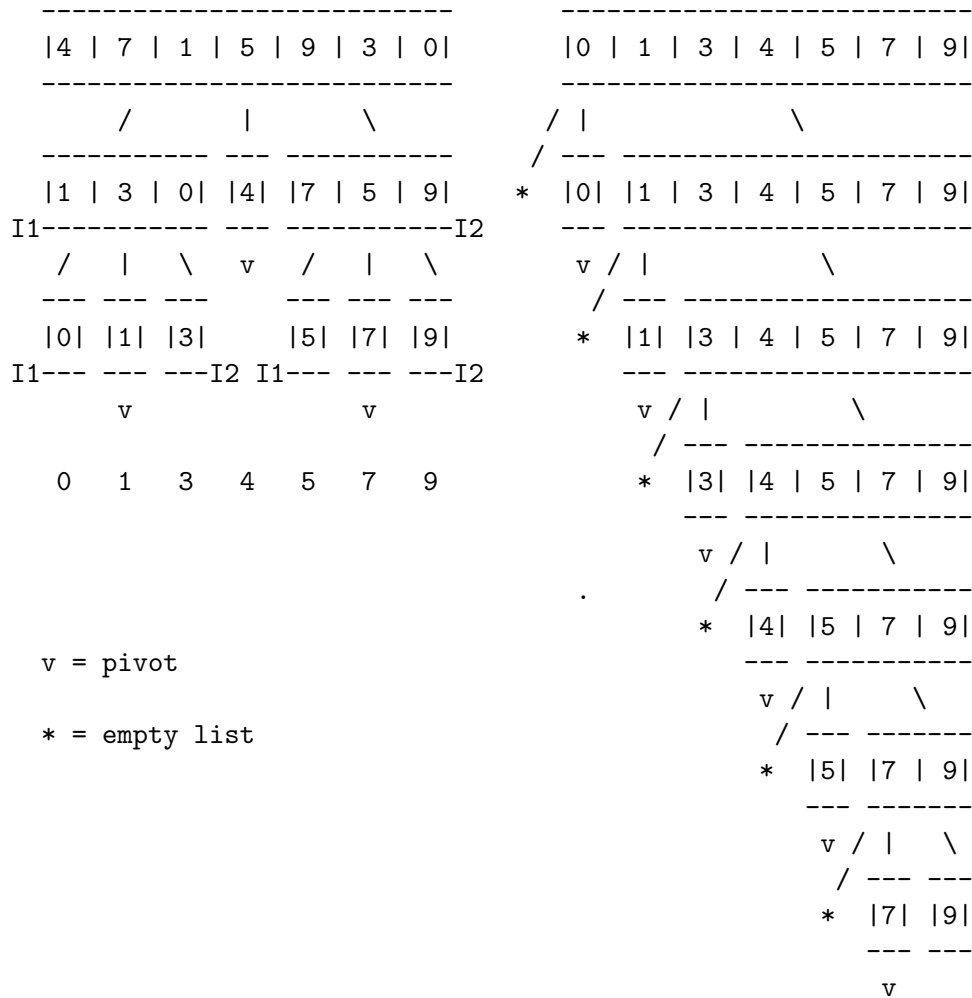 ---------------------------       ---------------------------
|4 | 7 | 1 | 5 | 9 | 3 | 0|       |0 | 1 | 3 | 4 | 5 | 7 | 9|
---------------------------       ---------------------------
     /       |       \          / |             \
----------- --- -----------     / --- -----------------------
|1 | 3 | 0| |4| |7 | 5 | 9|    *  |0| |1 | 3 | 4 | 5 | 7 | 9|
I1----------- --- -----------I2     --- -----------------------
 /   |   \   v   /   |   \         v / |           \
--- --- ---     --- --- ---         / --- -------------------
|0| |1| |3|     |5| |7| |9|        *  |1| |3 | 4 | 5 | 7 | 9|
I1--- --- ---I2 I1--- --- ---I2         --- -------------------
     v               v                 v / |         \
                                        / --- ---------------
 0   1   3   4   5   7   9             *  |3| |4 | 5 | 7 | 9|
                                          --- ---------------
                                           v / |       \
                                   .        / --- -----------
                                           *  |4| |5 | 7 | 9|
v = pivot                                     --- -----------
                                               v / |     \
* = empty list                                  / --- -------
                                               *  |5| |7 | 9|
                                                  --- -------
                                                   v / |   \
                                                    / --- ---
                                                   *  |7| |9|
                                                      --- ---
                                                       v